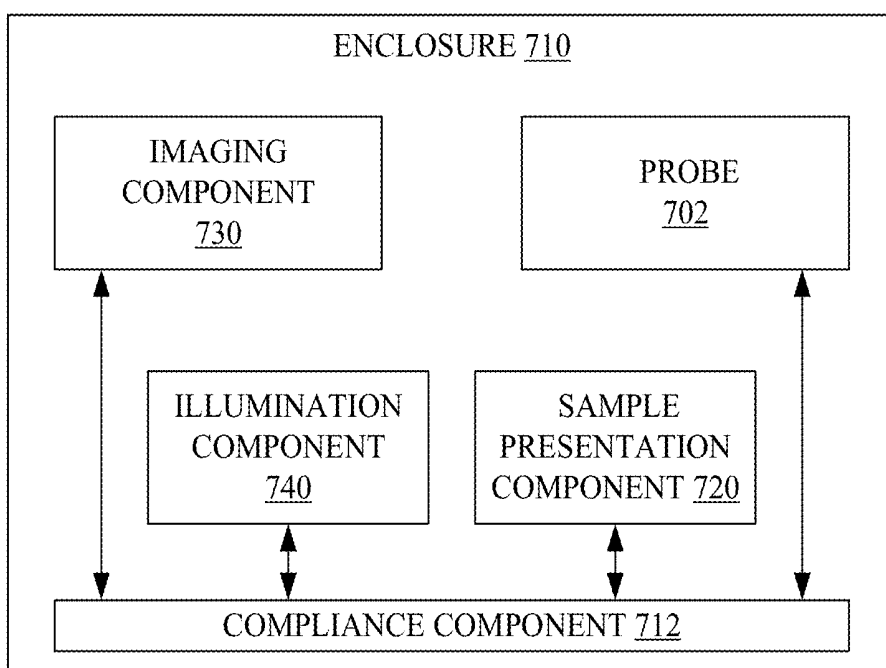 ENCLOSURE 710
IMAGING
COMPONENT
730
PROBE
702
ILLUMINATION
COMPONENT
740
SAMPLE
PRESENTATION
COMPONENT 720
COMPLIANCE COMPONENT 712